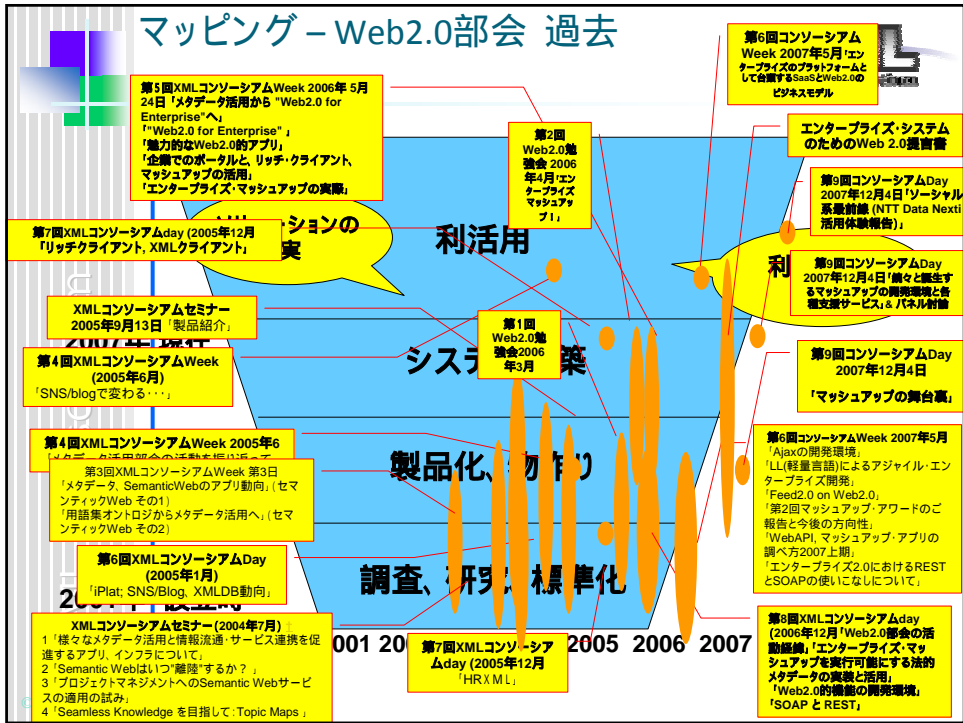 マッピング – Web2.0部会 過去
第5回XMLコンソーシアムWeek 2006年 5月
24日「メタデータ活用から "Web2.0 for
Enterprise"へ」
「"Web2.0 for Enterprise" 」
「魅力的なWeb2.0的アプリ」
「企業でのポータルと、リッチ・クライアント、
マッシュアップの活用」
「エンタープライズ・マッシュアップの実際」
第7回XMLコンソーシアムday (2005年12月
「リッチクライアント, XMLクライアント」
ションの
実
XMLコンソーシアムセミナー
2005年9月13日「製品紹介」
2007年 現在
第4回XMLコンソーシアムWeek
(2005年6月)
「SNS/blogで変わる･･･」
第4回XMLコンソーシアムWeek 2005年6
「メタデータ活用部会の活動を振り返って
第3回XMLコンソーシアムWeek 第3日
「メタデータ、SemanticWebのアプリ動向」(セマ
ンティックWeb その1)
「用語集オントロジからメタデータ活用へ」(セマ
ンティックWeb その2)
第6回XMLコンソーシアムDay
(2005年1月)
「iPlat; SNS/Blog、XMLDB動向」
XMLコンソーシアムセミナー(2004年7月)
1「様々なメタデータ活用と情報流通･サービス連携を促
進するアプリ、インフラについて」
2「Semantic Webはいつ"離陸"するか？ 」
3「プロジェクトマネジメントへのSemantic Webサービ
スの適用の試み」
4「Seamless Knowledge を目指して：Topic Maps 」
第2回
Web2.0勉
強会 2006
年4月「エン
タープライズ
マッシュアッ
プ！」
利活用
第1回
Web2.0勉
強会2006
年3月
システ 築
製品化、物作り
調査、研究、標準化
001 20 2005 2006 2007
第7回XMLコンソーシア
ムday (2005年12月
「HRXML」
第6回コンソーシアム
Week 2007年5月「エン
タープライズのプラットフォームと
して台頭するSaaSとWeb2.0の
ビジネスモデル
エンタープライズ･システム
のためのWeb 2.0提言書
第9回コンソーシアムDay
2007年12月4日「ソーシャル
系最前線 (NTT Data Nexti
活用体験報告)」
利
第9回コンソーシアムDay
2007年12月4日「続々と誕生す
るマッシュアップの開発環境と各
種支援サービス」& パネル討論
第9回コンソーシアムDay
2007年12月4日
「マッシュアップの舞台裏」
第6回コンソーシアムWeek 2007年5月
「Ajaxの開発環境」
「LL(軽量言語)によるアジャイル・エン
タープライズ開発」
「Feed2.0 on Web2.0」
「第2回マッシュアップ・アワードのご
報告と今後の方向性」
「WebAPI, マッシュアップ・アプリの
調べ方2007上期」
「エンタープライズ2.0におけるREST
とSOAPの使いこなしについて」
第8回XMLコンソーシアムday
(2006年12月「Web2.0部会の活
動経緯」「エンタープライズ・マッ
シュアップを実行可能にする法的
メタデータの実装と活用」
「Web2.0的機能の開発環境」
「SOAP と REST」